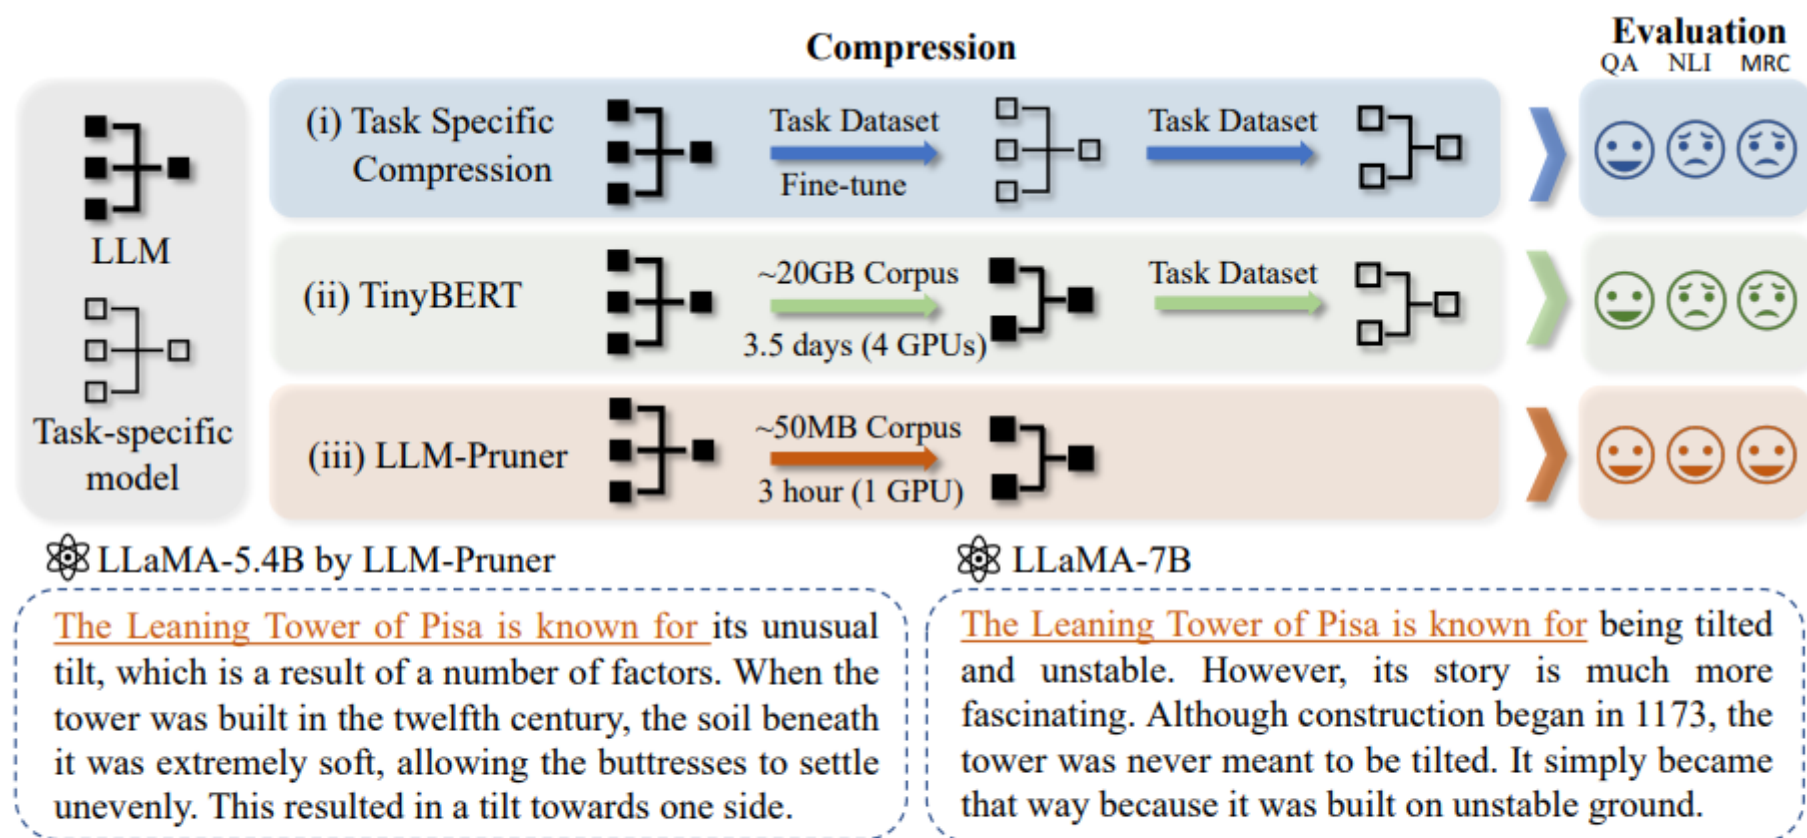 Compression
Evaluation
QA NLI MRC
LLM
Task-specific
model
(i) Task Specific
Compression
Task Dataset
Fine-tune
Task Dataset
(ii) TinyBERT
~20GB Corpus
3.5 days (4 GPUs)
Task Dataset
(iii) LLM-Pruner
~50MB Corpus
3 hour (1 GPU)
LLaMA-5.4B by LLM-Pruner
The Leaning Tower of Pisa is known for its unusual
tilt, which is a result of a number of factors. When the
tower was built in the twelfth century, the soil beneath
it was extremely soft, allowing the buttresses to settle
unevenly. This resulted in a tilt towards one side.
LLaMA-7B
The Leaning Tower of Pisa is known for being tilted
and unstable. However, its story is much more
fascinating. Although construction began in 1173, the
tower was never meant to be tilted. It simply became
that way because it was built on unstable ground.